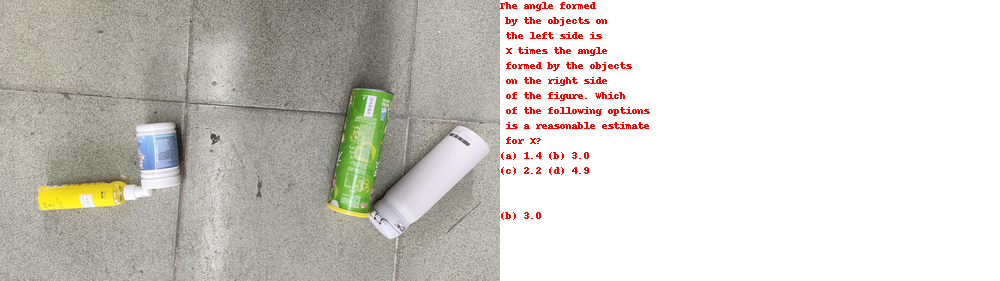 The angle formed
by the objects on
the left side is
X times the angle
formed by the objects
on the right side
of the figure. Which
of the following options
is a reasonable estimate
for X?
(a) 1.4 (b) 3.0
(c) 2.2 (d) 4.9
(b) 3.0